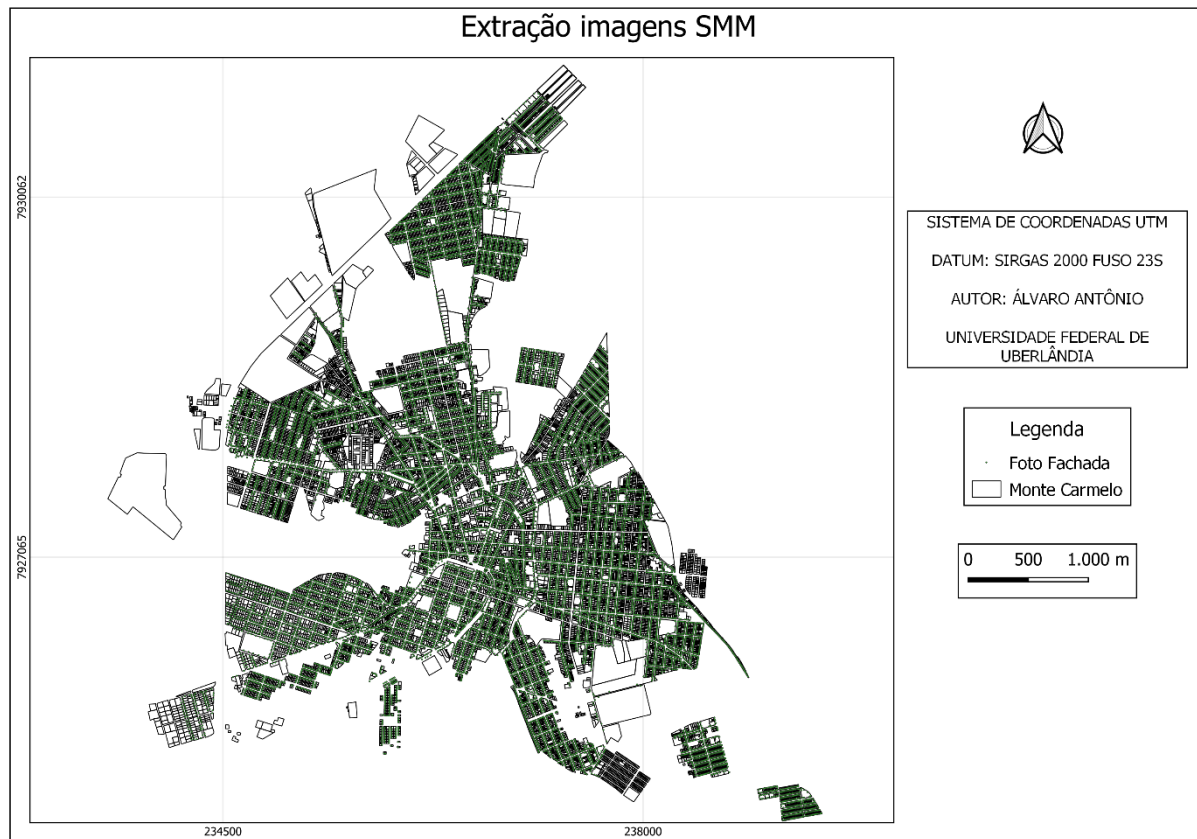 Extração imagens SMM
7930062
7927065
234500
238000
SISTEMA DE COORDENADAS UTM
DATUM: SIRGAS 2000 FUSO 23S
AUTOR: ÁLVARO ANTÔNIO
UNIVERSIDADE FEDERAL DE
UBERLÂNDIA
Legenda
Foto Fachada
Monte Carmelo
0 500 1.000 m